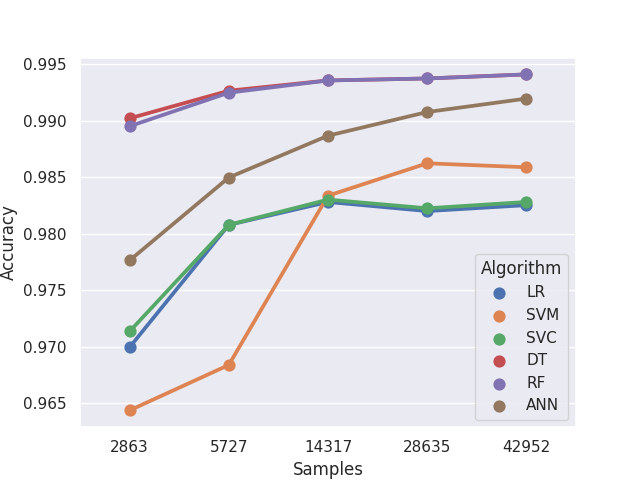 0.995
0.990
0.985
0.980
0.975
0.970
0.965
Accuracy
2863 5727 14317 28635 42952
Samples
Algorithm
LR
SVM
SVC
DT
RF
ANN